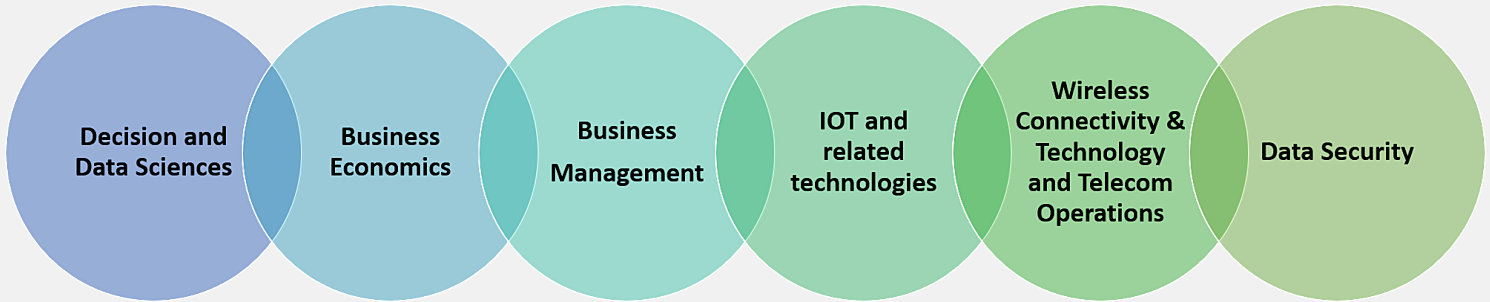 Decision and
Data Sciences
Business
Economics
Business
Management
IOT and
related
technologies
Wireless
Connectivity &
Technology
and Telecom
Operations
Data Security